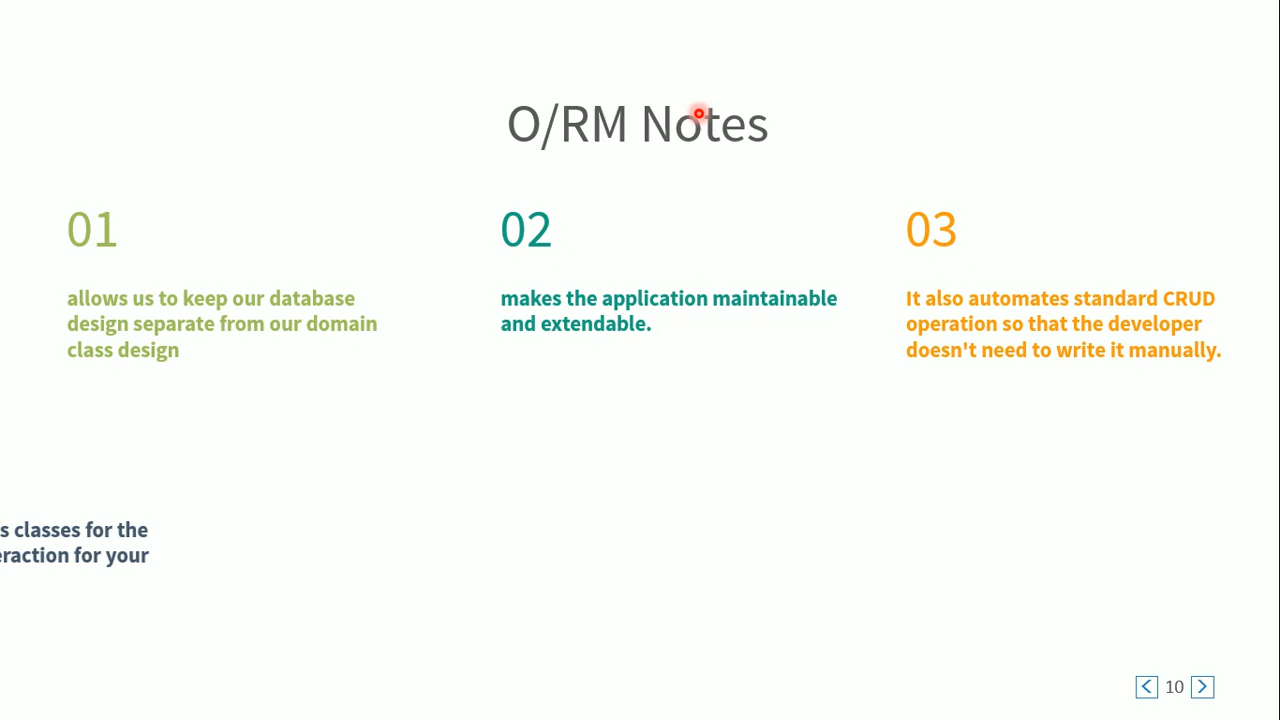 O/RM Notes
01
02
03
allows us to keep our database
design separate from our domain
class design
makes the application maintainable
and extendable.
It also automates standard CRUD
operation so that the developer
doesn't need to write it manually.
s classes for the
eraction for your
10